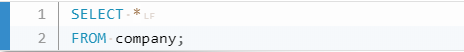 1 SELECT * LF
2 FROM company;